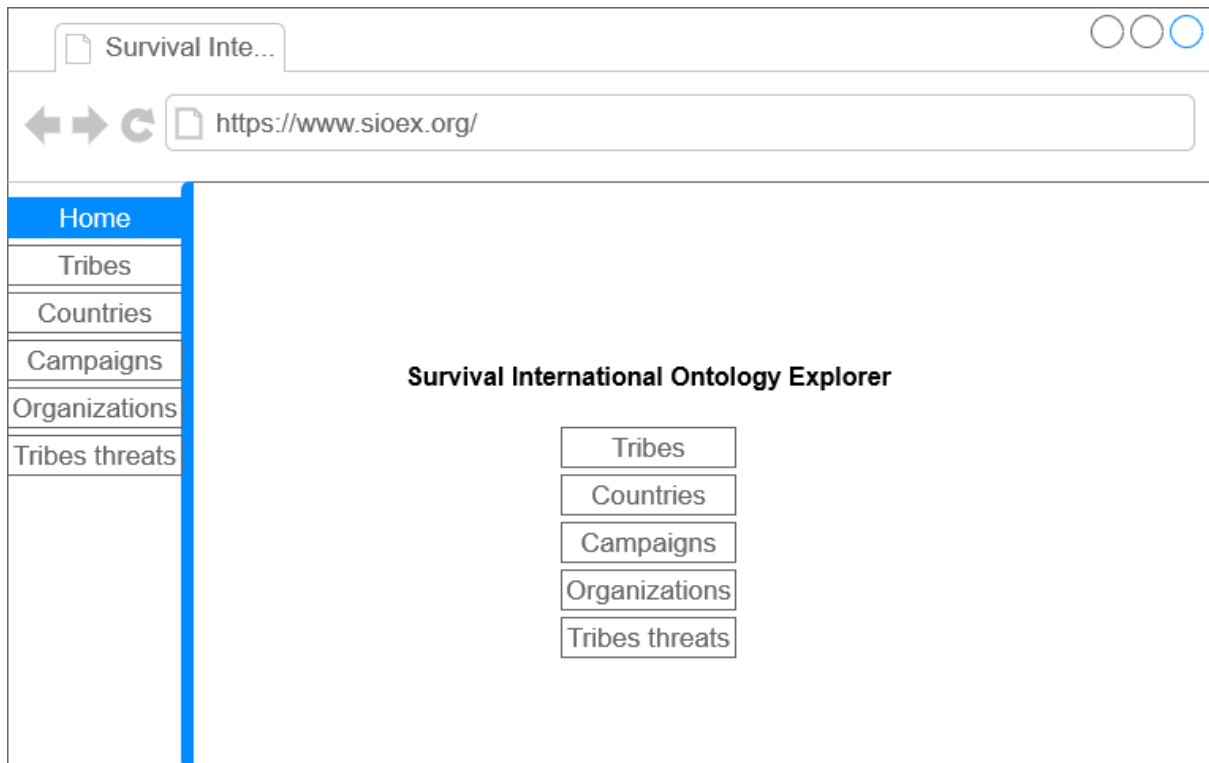 Survival Inte...
https://www.sioex.org/
Home
Tribes
Countries
Campaigns
Organizations
Tribes threats
Survival International Ontology Explorer
Tribes
Countries
Campaigns
Organizations
Tribes threats